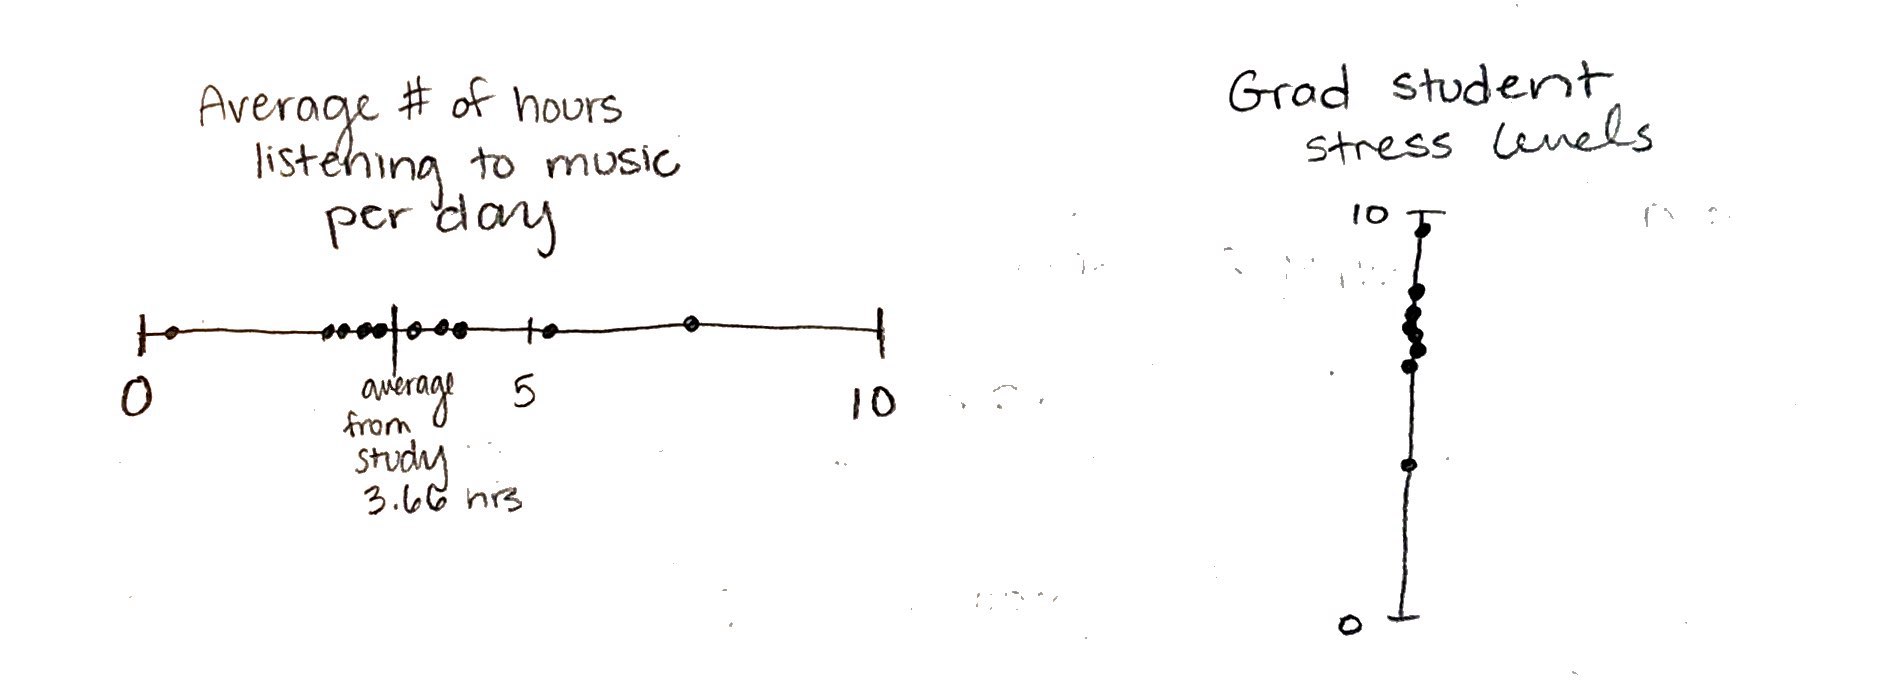 Average # of hours
listening to music
per day
0
5
10
average
from
study
3.66 hrs
Grad student
stress levels
10
0